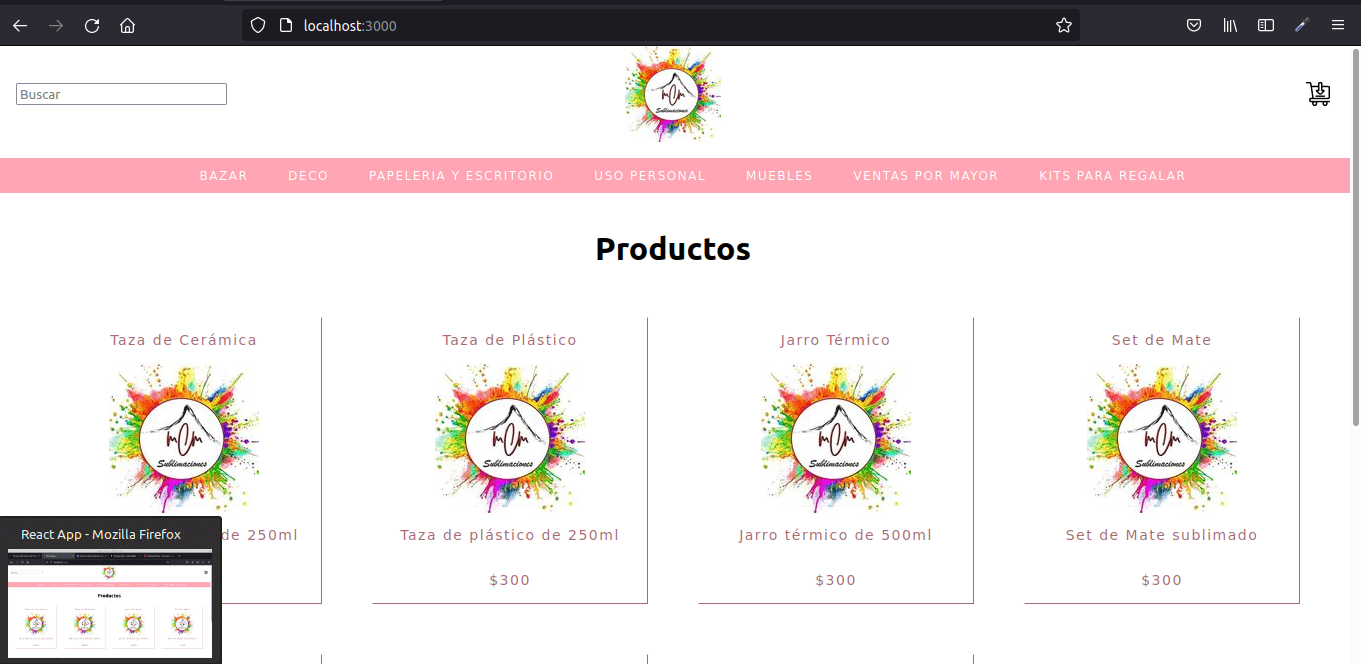 localhost:3000
Buscar
mCm
Sublimaciones
BAZAR DECO PAPELERIA Y ESCRITORIO USO PERSONAL MUEBLES VENTAS POR MAYOR KITS PARA REGALAR
Productos
Taza de Cerámica Taza de Plástico Jarro Térmico Set de Mate
mCm mCm mCm mCm
Sublimaciones Sublimaciones Sublimaciones Sublimaciones
de 250ml Taza de plástico de 250ml Jarro térmico de 500ml Set de Mate sublimado
$300 $300 $300
React App - Mozilla Firefox
Productos